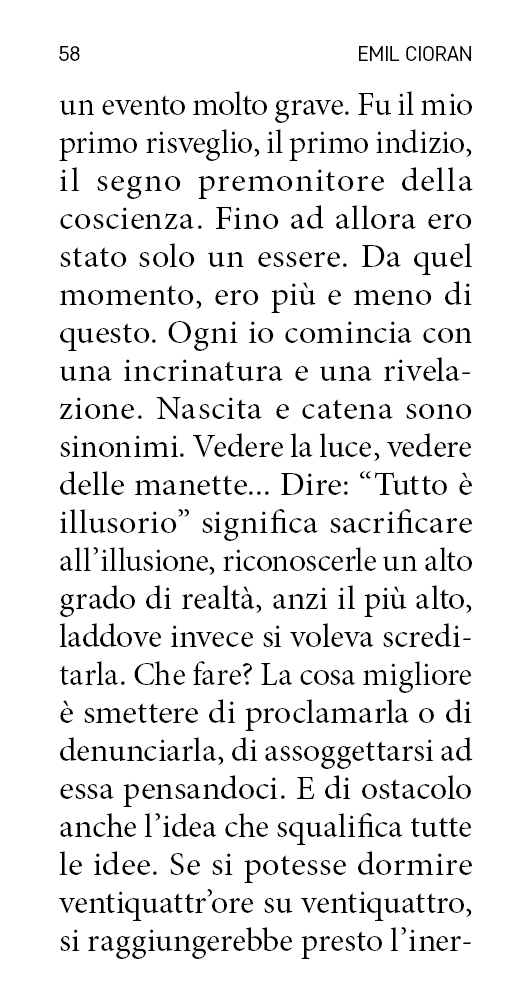 58 EMIL CIORAN
un evento molto grave. Fu il mio
primo risveglio, il primo indizio,
il segno premonitore della
coscienza. Fino ad allora ero
stato solo un essere. Da quel
momento, ero più e meno di
questo. Ogni io comincia con
una incrinatura e una rivela-
zione. Nascita e catena sono
sinonimi. Vedere la luce, vedere
delle manette... Dire: “Tutto è
illusorio” significa sacrificare
all’illusione, riconoscerle un alto
grado di realtà, anzi il più alto,
laddove invece si voleva scredi-
tarla. Che fare? La cosa migliore
è smettere di proclamarla o di
denunciarla, di assoggettarsi ad
essa pensandoci. E di ostacolo
anche l’idea che squalifica tutte
le idee. Se si potesse dormire
ventiquattr’ore su ventiquattro,
si raggiungerebbe presto l’iner-